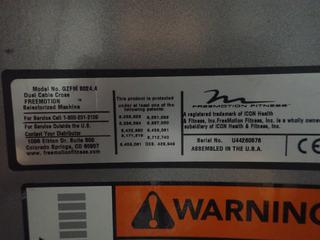 Model No. GZFM 6024.4
Dual Cable Cross
FREEMOTION
Selectorized Machine
For Service Call 1-800-201-2109
For Service Outside the U.S.
Contact Your Distributor
1096 Elkton Dr. Suite 600
Colorado Springs, CO 80907
www.freemotionfitness.com
This product is protected
under at least one of the
following patents
FREEMOTION FITNESS™
A registered trademark of ICON Health
& Fitness, Inc. FreeMotion Fitness, Inc. is a wholly owned
subsidiary of ICON Health & Fitness, Inc.
Serial No.
ASSEMBLED IN THE U.S.A.
CE
WARNING